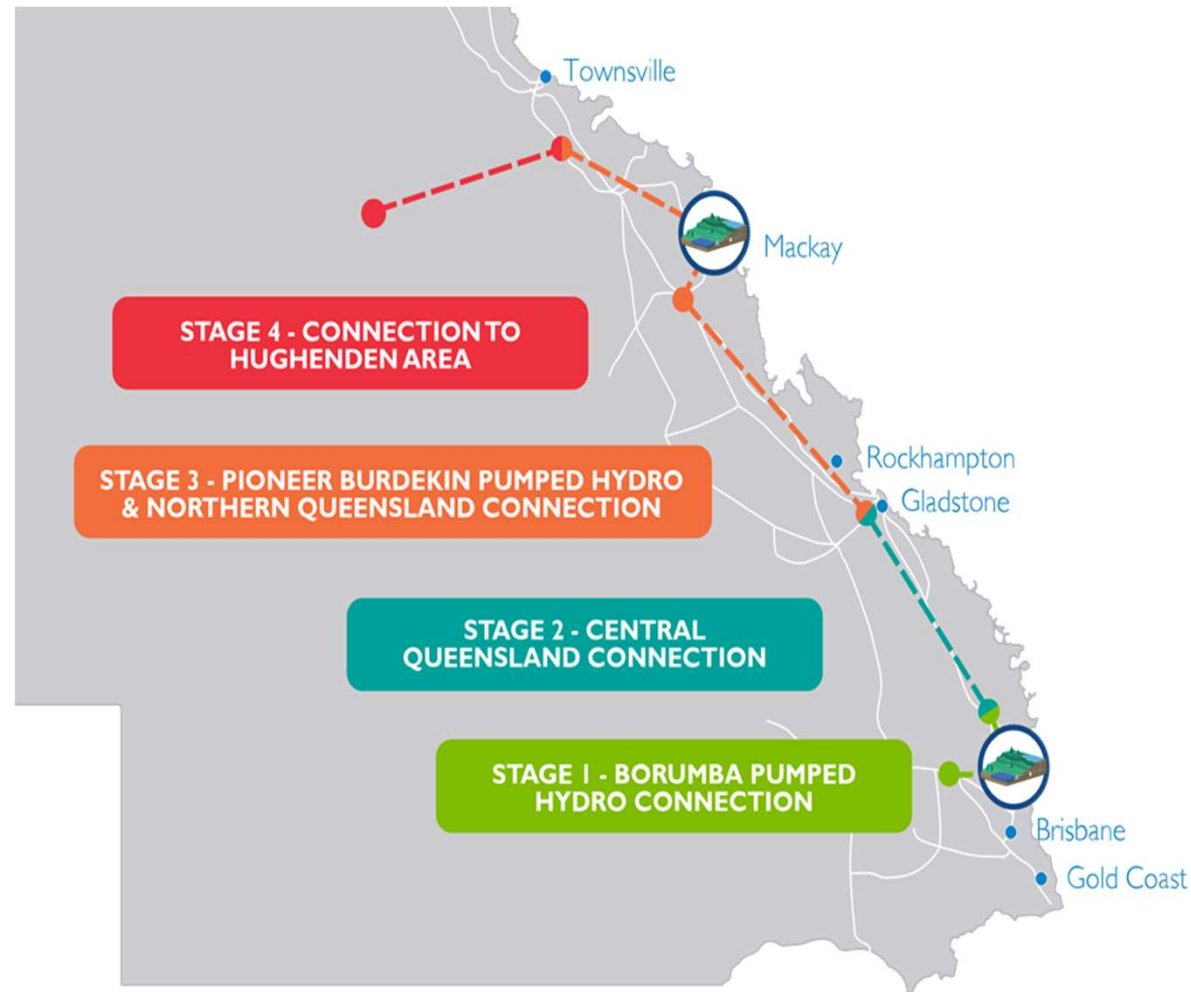 Townsville
Mackay
STAGE 4 - CONNECTION TO
HUGHENDEN AREA
STAGE 3 - PIONEER BURDEKIN PUMPED HYDRO
& NORTHERN QUEENSLAND CONNECTION
Rockhampton
Gladstone
STAGE 2 - CENTRAL
QUEENSLAND CONNECTION
STAGE 1 - BORUMBA PUMPED
HYDRO CONNECTION
Brisbane
Gold Coast